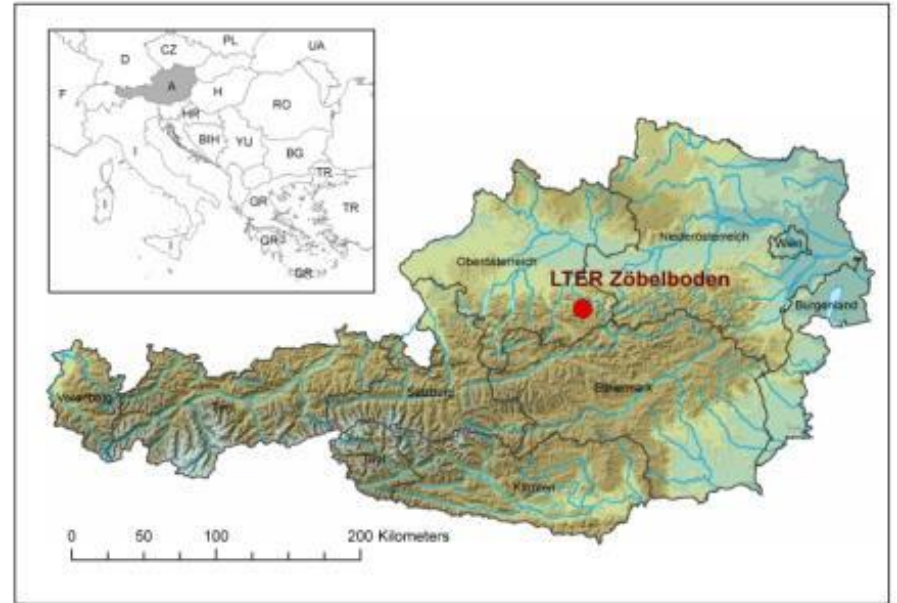 PL
UA
CZ
D
F
A
H
RO
HR
BIH
YU
I
BG
TR
I
GR
TR
GR
I
GR
Niederösterreich
Wien
Oberösterreich
LTER Zöbelboden
Burgenland
Steiermark
Salzburg
Vorarlberg
Tirol
Kärnten
0 50 100 200 Kilometers